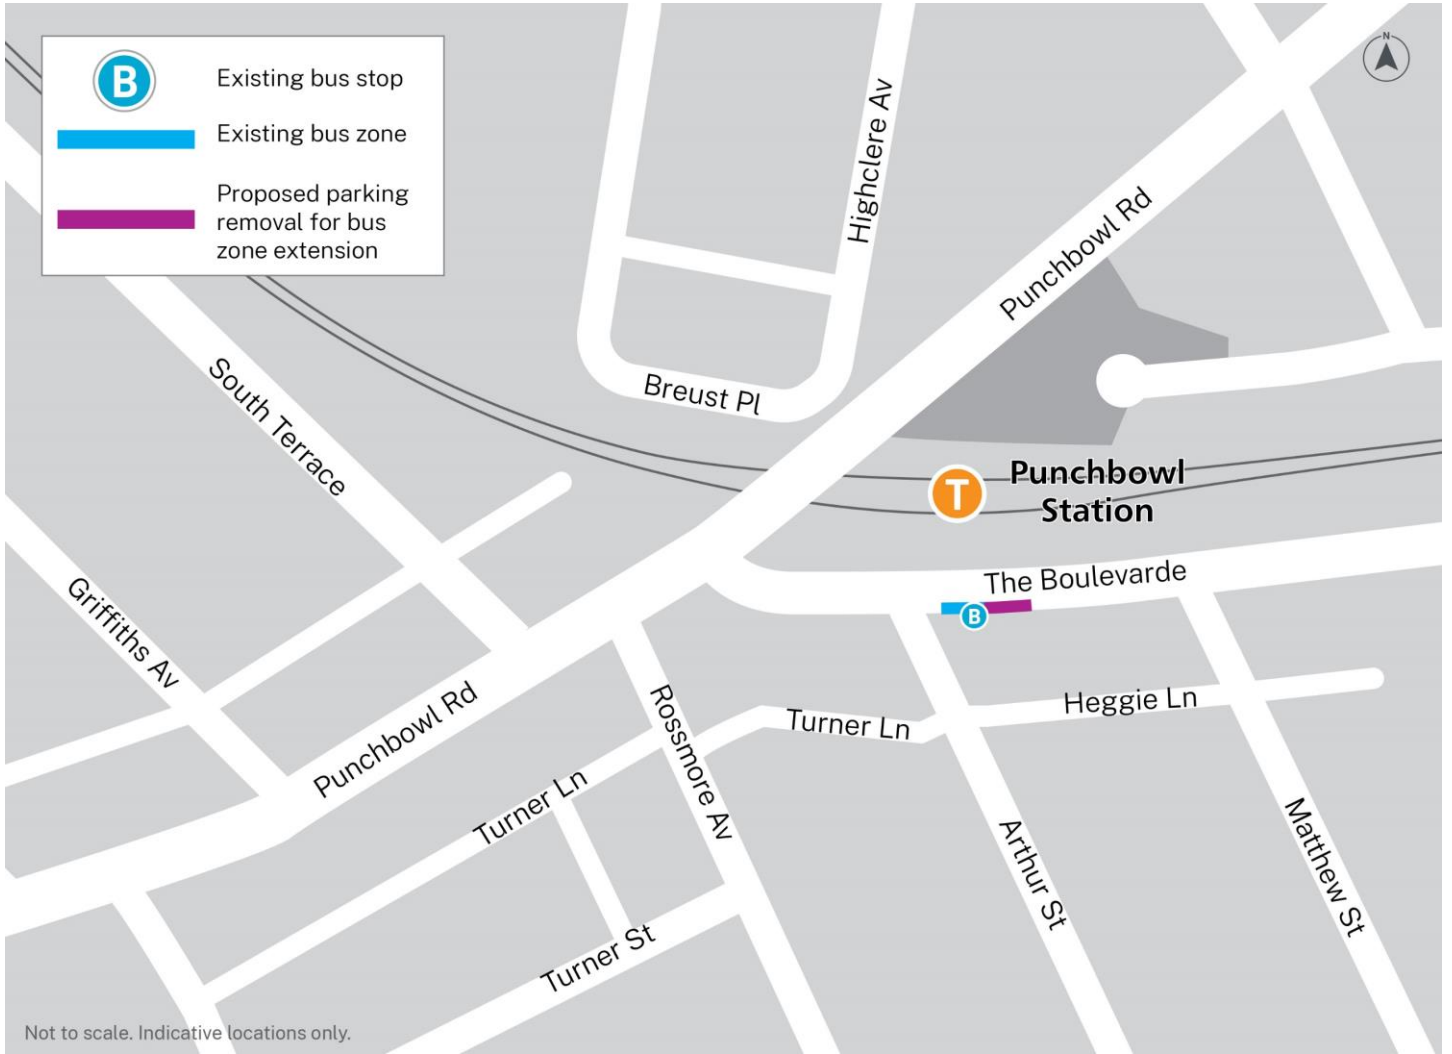 B
Existing bus stop
Existing bus zone
Proposed parking
removal for bus
zone extension
N
Highclere Av
Punchbowl Rd
Breust Pl
South Terrace
T
Punchbowl
Station
The Boulevarde
B
Griffiths Av
Punchbowl Rd
Rossmore Av
Turner Ln
Heggie Ln
Turner Ln
Arthur St
Matthew St
Turner St
Not to scale. Indicative locations only.